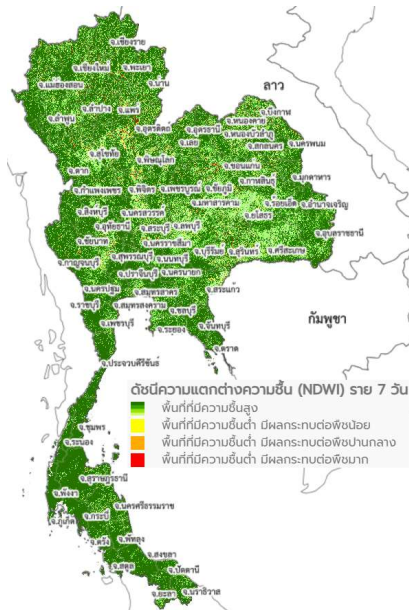 จ.เชียงราย
จ.เชียงใหม่
จ.พะเยา
จ.แม่ฮ่องสอน
จ.น่าน
ลาว
จ.ลำปาง
จ.แพร่
จ.ลำพูน
จ.อุตรดิตถ์
จ.เลย
จ.อุดรธานี
จ.หนองคาย
จ.บึงกาฬ
จ.หนองบัวลำภู
จ.สกลนคร
จ.นครพนม
จ.สุโขทัย
จ.พิษณุโลก
จ.ตาก
จ.ขอนแก่น
จ.กาฬสินธุ์
จ.มุกดาหาร
จ.กำแพงเพชร
จ.พิจิตร
จ.เพชรบูรณ์
จ.ชัยภูมิ
จ.มหาสารคาม
จ.ร้อยเอ็ด
จ.อำนาจเจริญ
จ.ยโสธร
จ.สิงหบุรี
จ.นครสวรรค์
จ.อุทัยธานี
จ.สระบุรี
จ.ลพบุรี
จ.อุบลราชธานี
จ.ชัยนาท
จ.นครราชสีมา
จ.บุรีรัมย์
จ.สุรินทร์
จ.ศรีสะเกษ
จ.กาญจนบุรี
จ.สุพรรณบุรี
จ.นนทบุรี
จ.ปราจีนบุรี
จ.นครนายก
จ.นครปฐม
จ.สมุทรสาคร
จ.สระแก้ว
จ.ราชบุรี
จ.สมุทรสงคราม
จ.ชลบุรี
จ.เพชรบุรี
จ.ระยอง
จ.จันทบุรี
จ.ตราด
กัมพูชา
จ.ประจวบคีรีขันธ์
ดัชนีความแตกต่างความชื้น (NDWI) ราย 7 วัน
พื้นที่ที่มีความชื้นสูง
พื้นที่ที่มีความชื้นต่ำ มีผลกระทบต่อพืชน้อย
พื้นที่ที่มีความชื้นต่ำ มีผลกระทบต่อพืชปานกลาง
พื้นที่ที่มีความชื้นต่ำ มีผลกระทบต่อพืชมาก
จ.ชุมพร
จ.ระนอง
จ.สุราษฎร์ธานี
จ.พังงา
จ.นครศรีธรรมราช
จ.ภูเก็ต
จ.กระบี่
จ.ตรัง
จ.พัทลุง
จ.สงขลา
จ.สตูล
จ.ปัตตานี
จ.ยะลา
จ.นราธิวาส